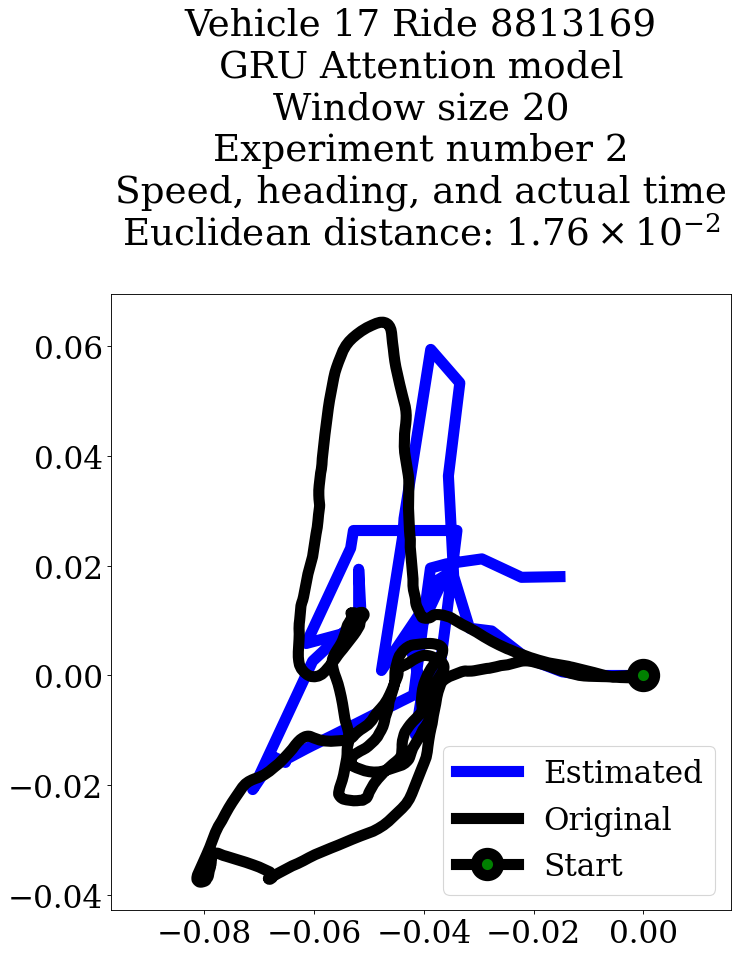 Vehicle 17 Ride 8813169
GRU Attention model
Window size 20
Experiment number 2
Speed, heading, and actual time
Euclidean distance: 1.76 × 10⁻²
0.06
0.04
0.02
0.00
−0.02
−0.04
Estimated
Original
Start
−0.08 −0.06 −0.04 −0.02 0.00